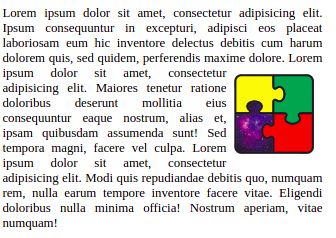 Lorem ipsum dolor sit amet, consectetur adipisicing elit.
Ipsum consequuntur in excepturi, adipisci eos placeat
laboriosam eum hic inventore delectus debitis cum harum
dolorem quis, sed quidem, perferendis maxime dolore. Lorem
ipsum dolor sit amet, consectetur
adipisicing elit. Maiores tenetur ratione
doloribus deserunt mollitia eius
consequuntur eaque nostrum, alias et,
ipsam quibusdam assumenda sunt! Sed
tempora magni, facere vel culpa. Lorem
ipsum dolor sit amet, consectetur
adipisicing elit. Modi quis repudiandae debitis quo, numquam
rem, nulla earum tempore inventore facere vitae. Eligendi
doloribus nulla minima officia! Nostrum aperiam, vitae
numquam!